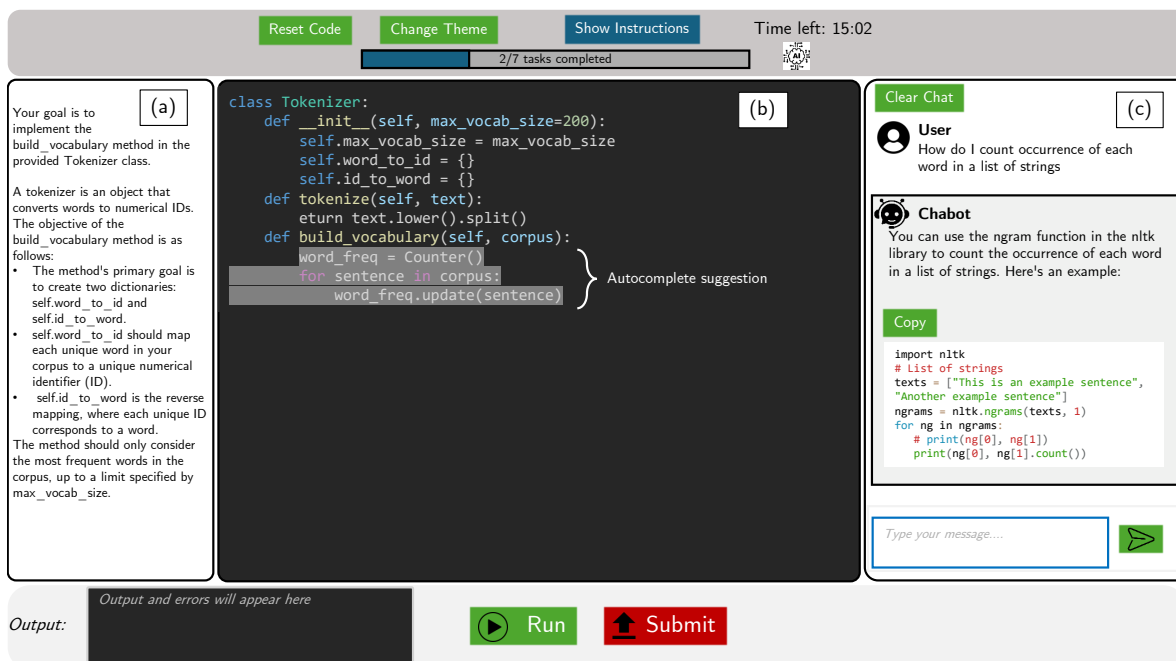 Reset Code
Change Theme
Show Instructions
Time left: 15:02
2/7 tasks completed
AI
(a)
Your goal is to
implement the
build_vocabulary method in the
provided Tokenizer class.
A tokenizer is an object that
converts words to numerical IDs.
The objective of the
build_vocabulary method is as
follows:
• The method's primary goal is
to create two dictionaries:
self.word_to_id and
self.id_to_word.
• self.word_to_id should map
each unique word in your
corpus to a unique numerical
identifier (ID).
• self.id_to_word is the reverse
mapping, where each unique ID
corresponds to a word.
The method should only consider
the most frequent words in the
corpus, up to a limit specified by
max_vocab_size.
(b)
class Tokenizer:
    def __init__(self, max_vocab_size=200):
        self.max_vocab_size = max_vocab_size
        self.word_to_id = {}
        self.id_to_word = {}
    def tokenize(self, text):
        eturn text.lower().split()
    def build_vocabulary(self, corpus):
        word_freq = Counter()
        for sentence in corpus:
            word_freq.update(sentence)
Autocomplete suggestion
Clear Chat
(c)
User
How do I count occurrence of each
word in a list of strings
Chabot
You can use the ngram function in the nltk
library to count the occurrence of each word
in a list of strings. Here's an example:
Copy
import nltk
# List of strings
texts = ["This is an example sentence",
"Another example sentence"]
ngrams = nltk.ngrams(texts, 1)
for ng in ngrams:
   # print(ng[0], ng[1])
   print(ng[0], ng[1].count())
Type your message....
Output:
Output and errors will appear here
Run
Submit